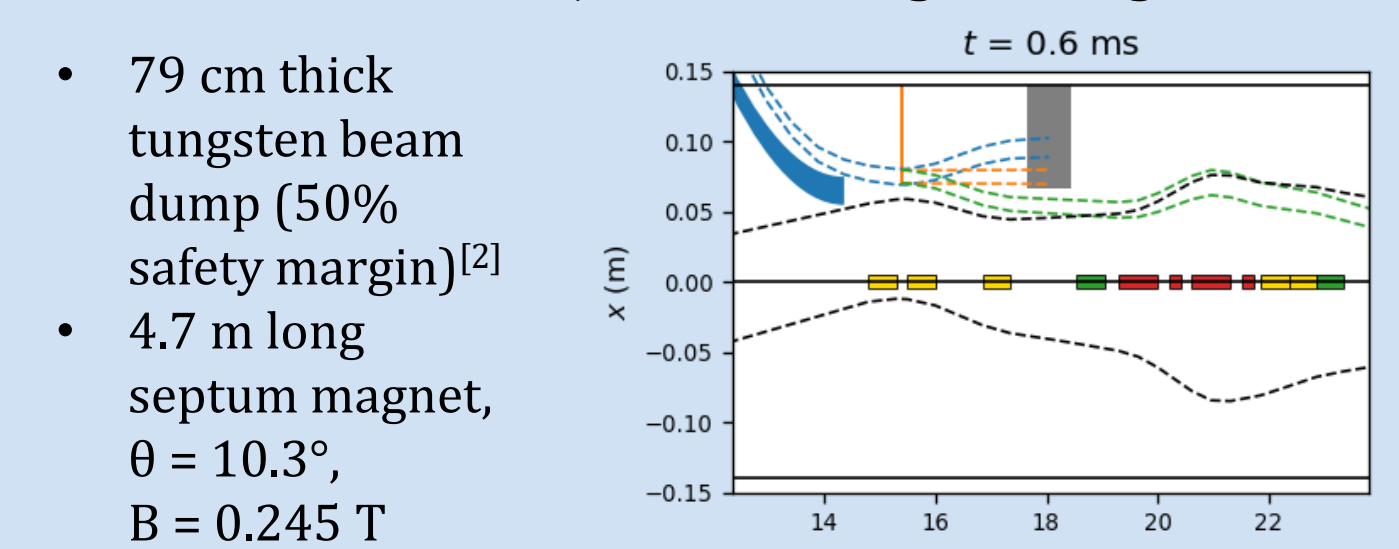 • 79 cm thick
tungsten beam
dump (50%
safety margin)[2]
• 4.7 m long
septum magnet,
θ = 10.3°,
B = 0.245 T
t = 0.6 ms
0.15
0.10
0.05
0.00
−0.05
−0.10
−0.15
x (m)
14 16 18 20 22